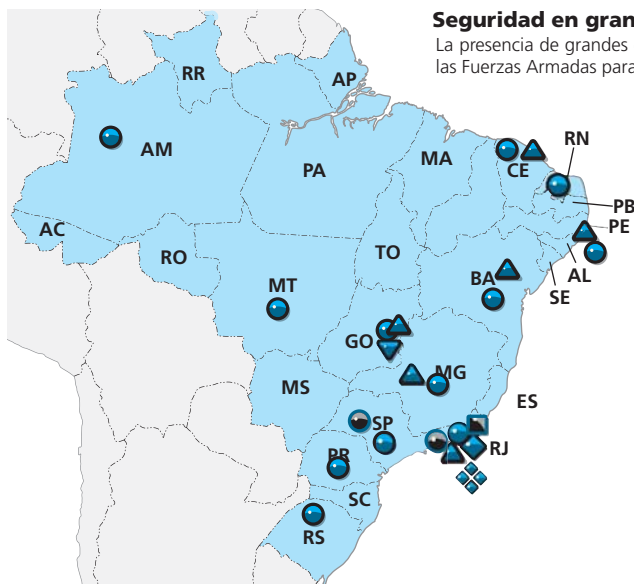 Seguridad en gran
La presencia de grandes
las Fuerzas Armadas para
RR
AP
AM
PA
MA
CE
RN
PB
PE
AC
RO
TO
AL
SE
MT
BA
GO
MG
MS
ES
SP
RJ
PR
SC
RS